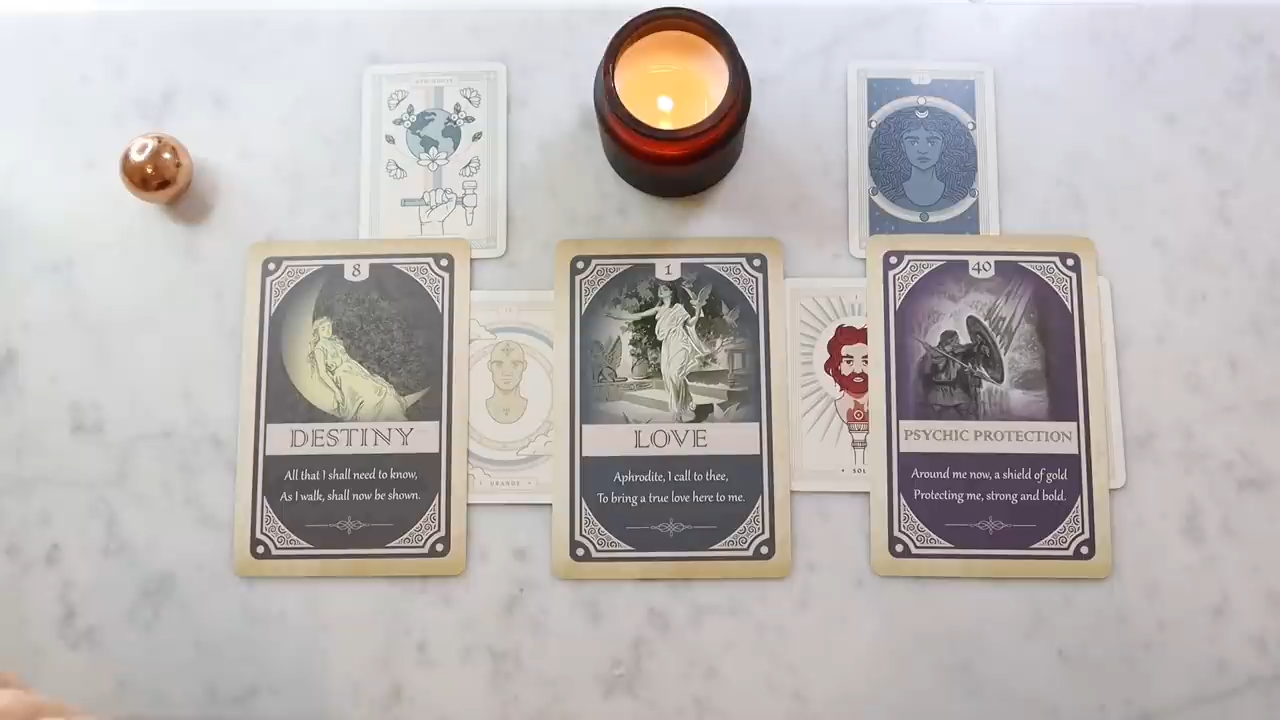 8
DESTINY
All that I shall need to know,
As I walk, shall now be shown.
1
LOVE
Aphrodite, I call to thee,
To bring a true love here to me.
40
PSYCHIC PROTECTION
Around me now, a shield of gold
Protecting me, strong and bold.